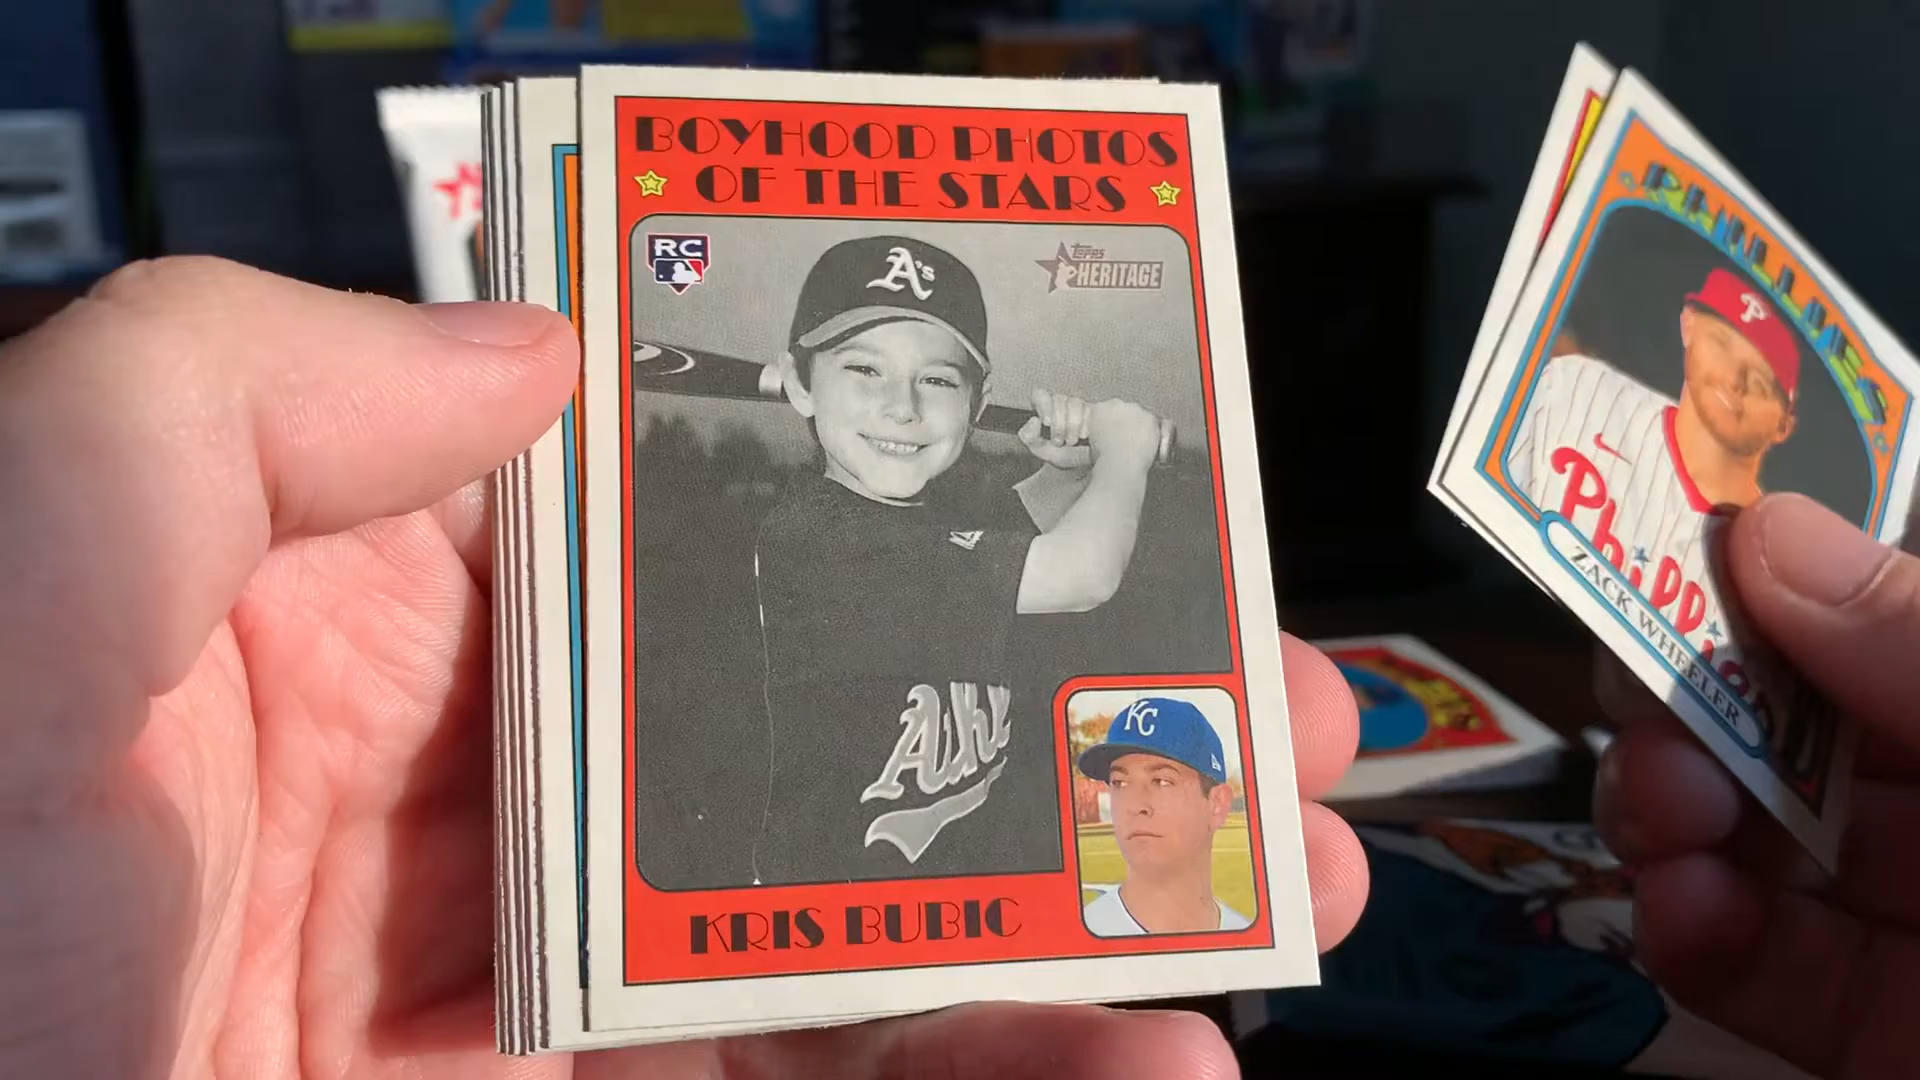 BOYHOOD PHOTOS
OF THE STARS
RC
TOPPS
HERITAGE
A's
KC
KRIS BUBIC
PHILLIES
P
Phillies
ZACK WHEELER